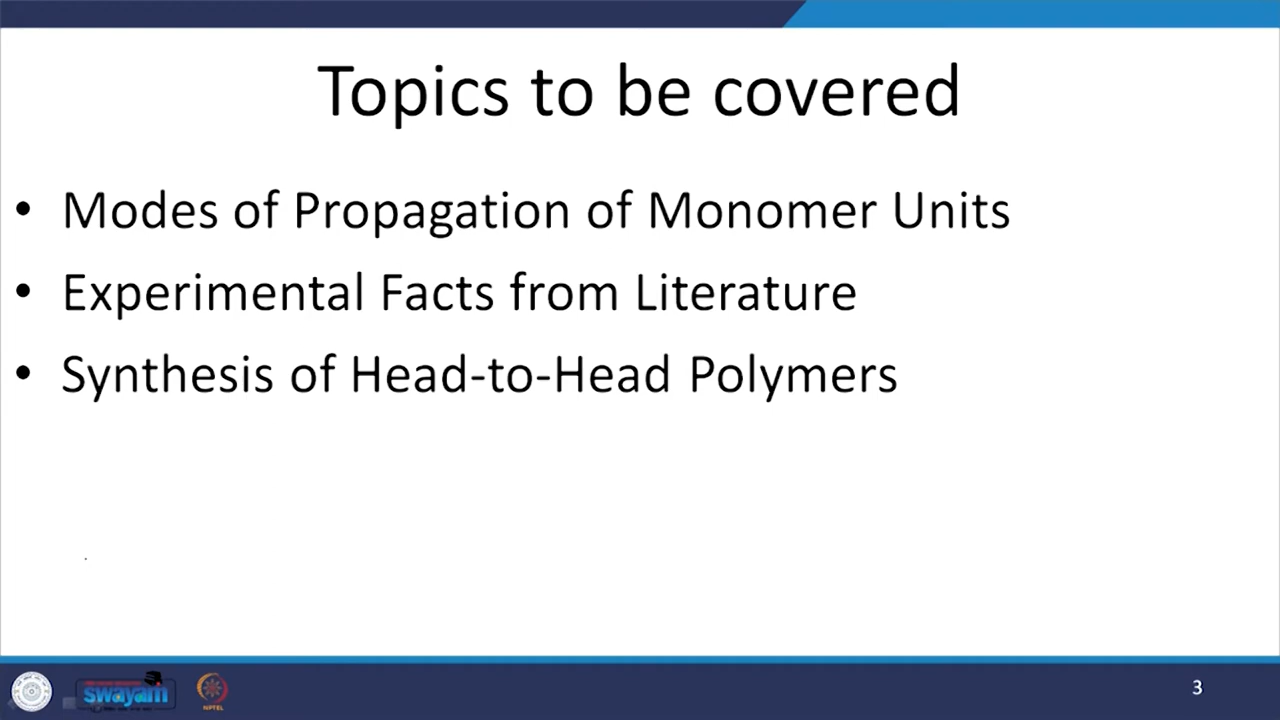 Topics to be covered
• Modes of Propagation of Monomer Units
• Experimental Facts from Literature
• Synthesis of Head-to-Head Polymers
swayam
NPTEL
3